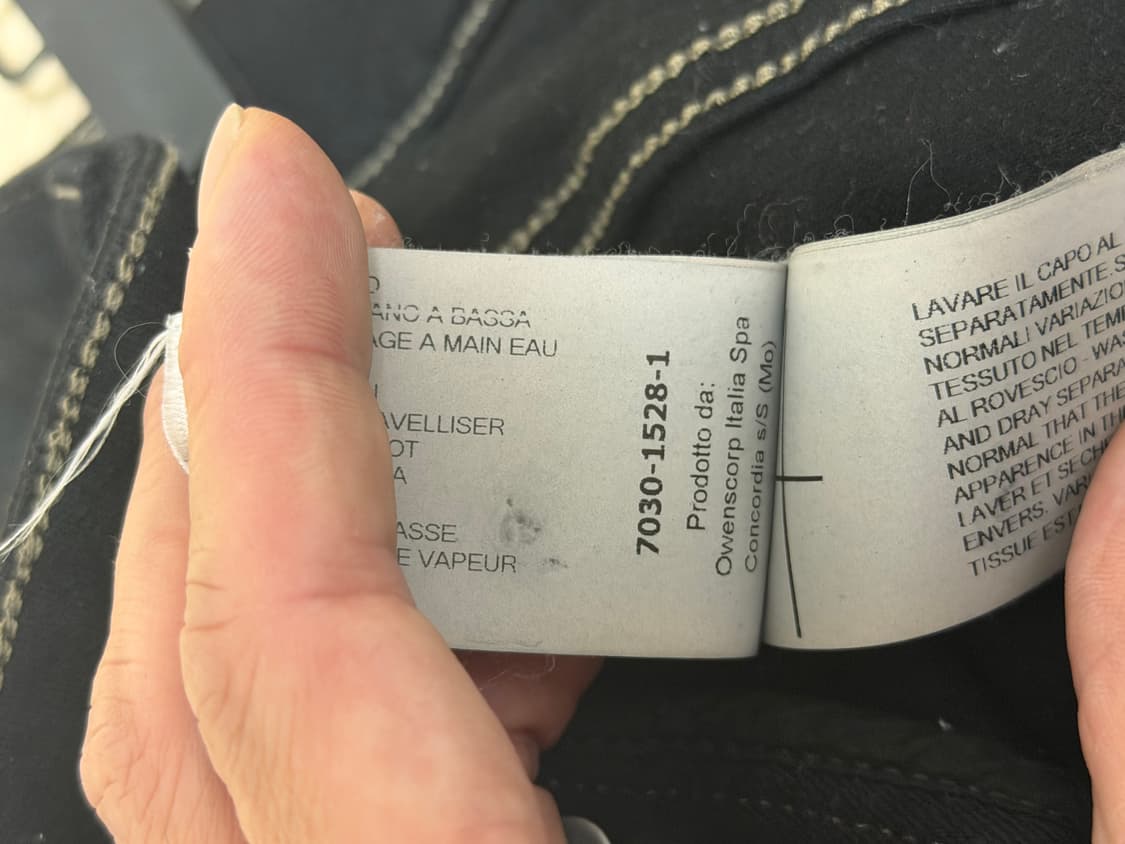 ANO A BASSA
AGE A MAIN EAU
AVELLISER
OT
A
ASSE
E VAPEUR
7030-1528-1
Prodotto da:
Owenscorp Italia Spa
Concordia s/S (Mo)
LAVARE IL CAPO AL
SEPARATAMENTE.S
NORMALI VARIAZIO
TESSUTO NEL TEM
AL ROVESCIO - WAS
AND DRAY SEPARA
NORMAL THAT THE
APPARENCE IN TH
LAVER ET SECH
ENVERS. VAR
TISSUE EST